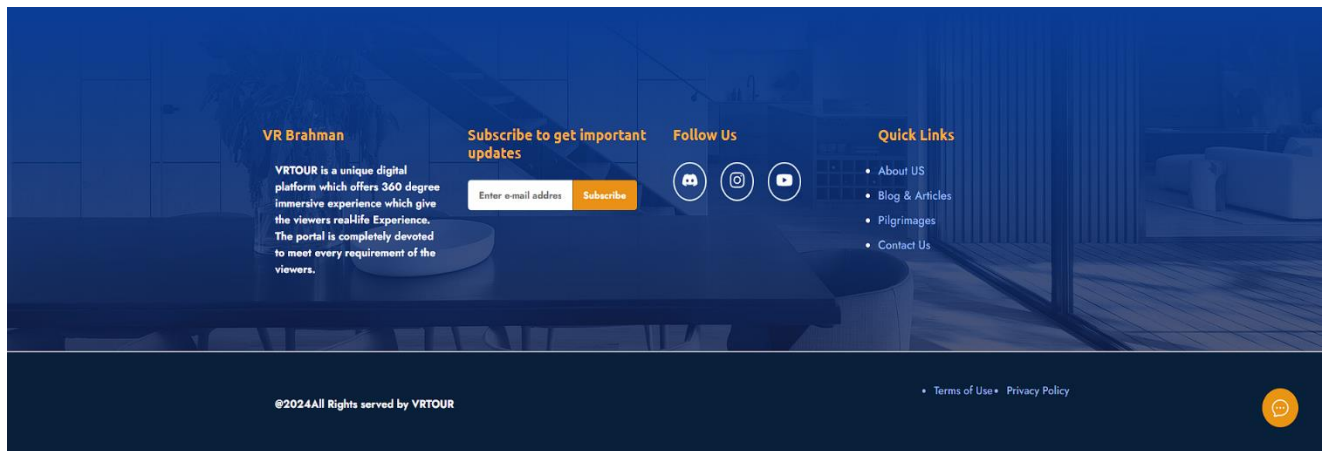 VR Brahman
VRTOUR is a unique digital
platform which offers 360 degree
immersive experience which give
the viewers real-life Experience.
The portal is completely devoted
to meet every requirement of the
viewers.
Subscribe to get important
updates
Enter e-mail addres
Subscribe
Follow Us
Quick Links
• About US
• Blog & Articles
• Pilgrimages
• Contact Us
@2024All Rights served by VRTOUR
• Terms of Use • Privacy Policy